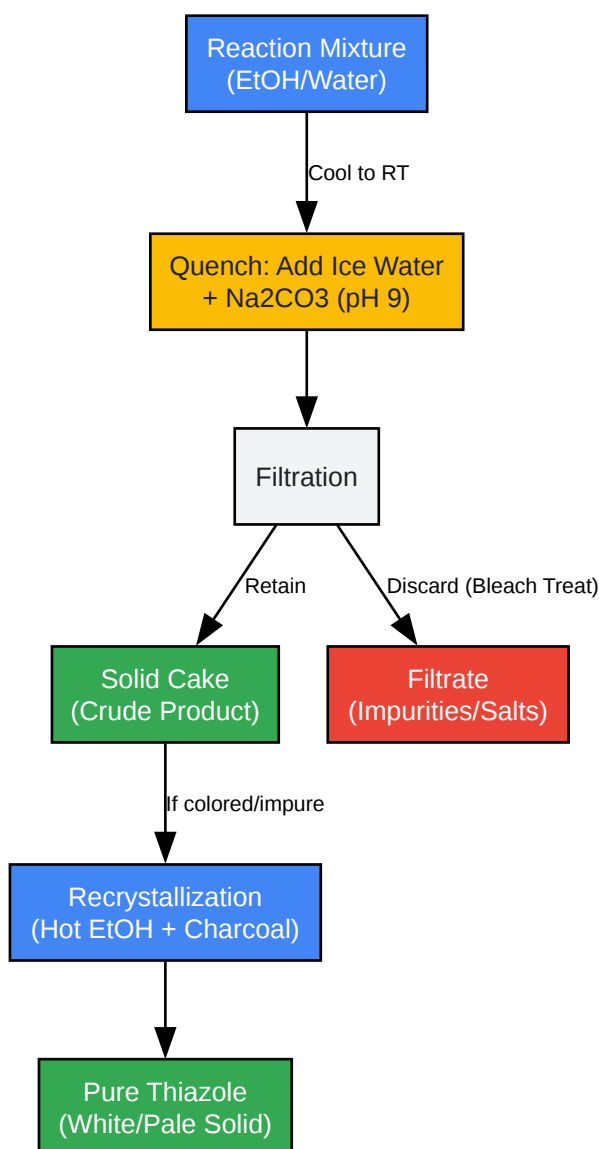 Reaction Mixture
(EtOH/Water)
Cool to RT
Quench: Add Ice Water
+ Na2CO3 (pH 9)
Filtration
Retain
Discard (Bleach Treat)
Solid Cake
(Crude Product)
Filtrate
(Impurities/Salts)
If colored/impure
Recrystallization
(Hot EtOH + Charcoal)
Pure Thiazole
(White/Pale Solid)